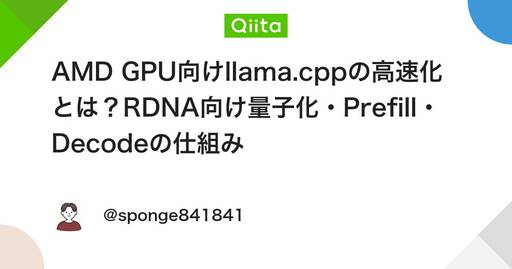 Qiita
AMD GPU向けllama.cppの高速化
とは？RDNA向け量子化・Prefill・
Decodeの仕組み
@sponge841841